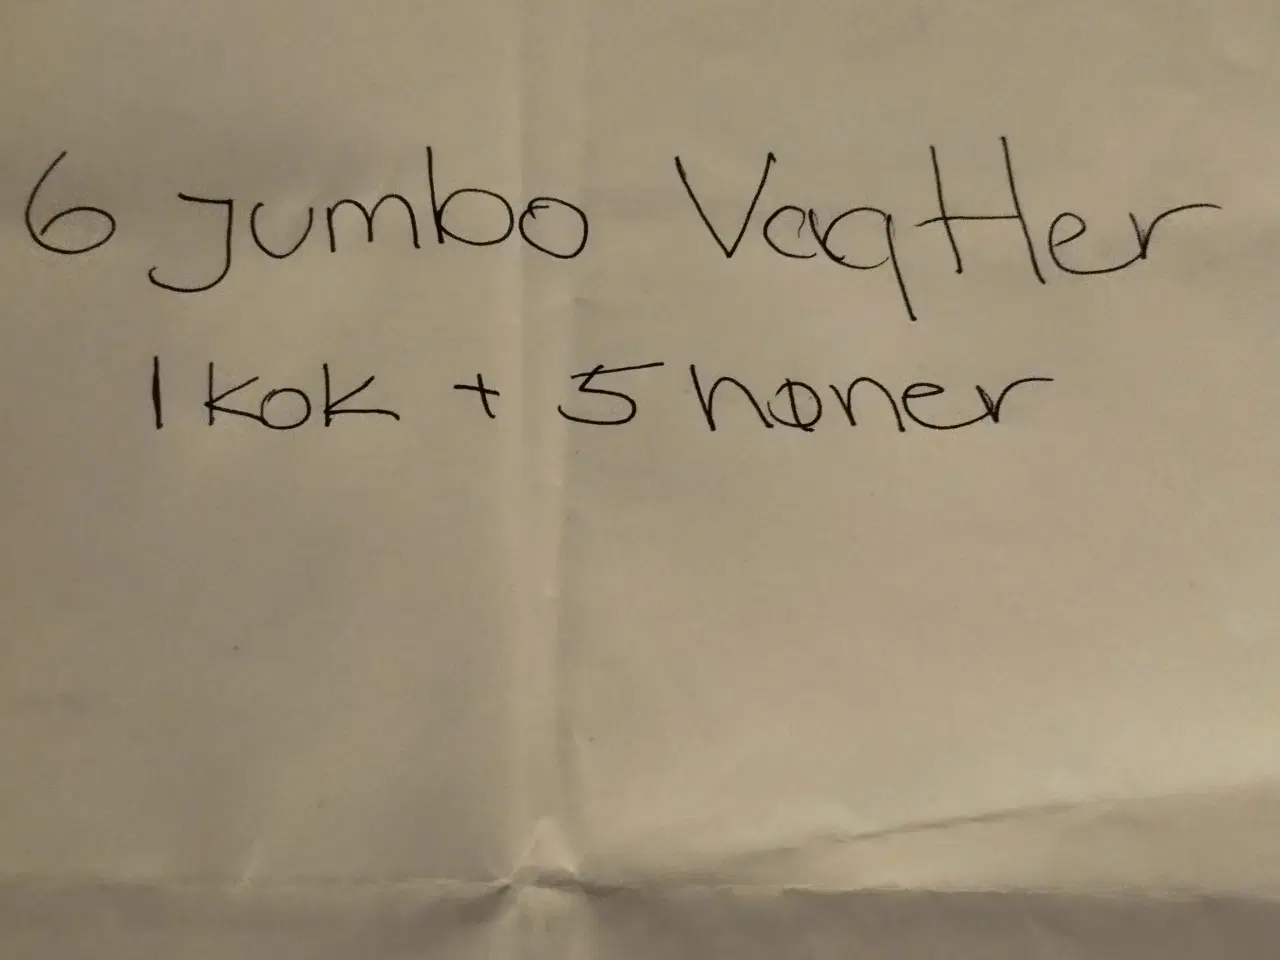 6 jumbo Vagtler
1 kok + 5 høner